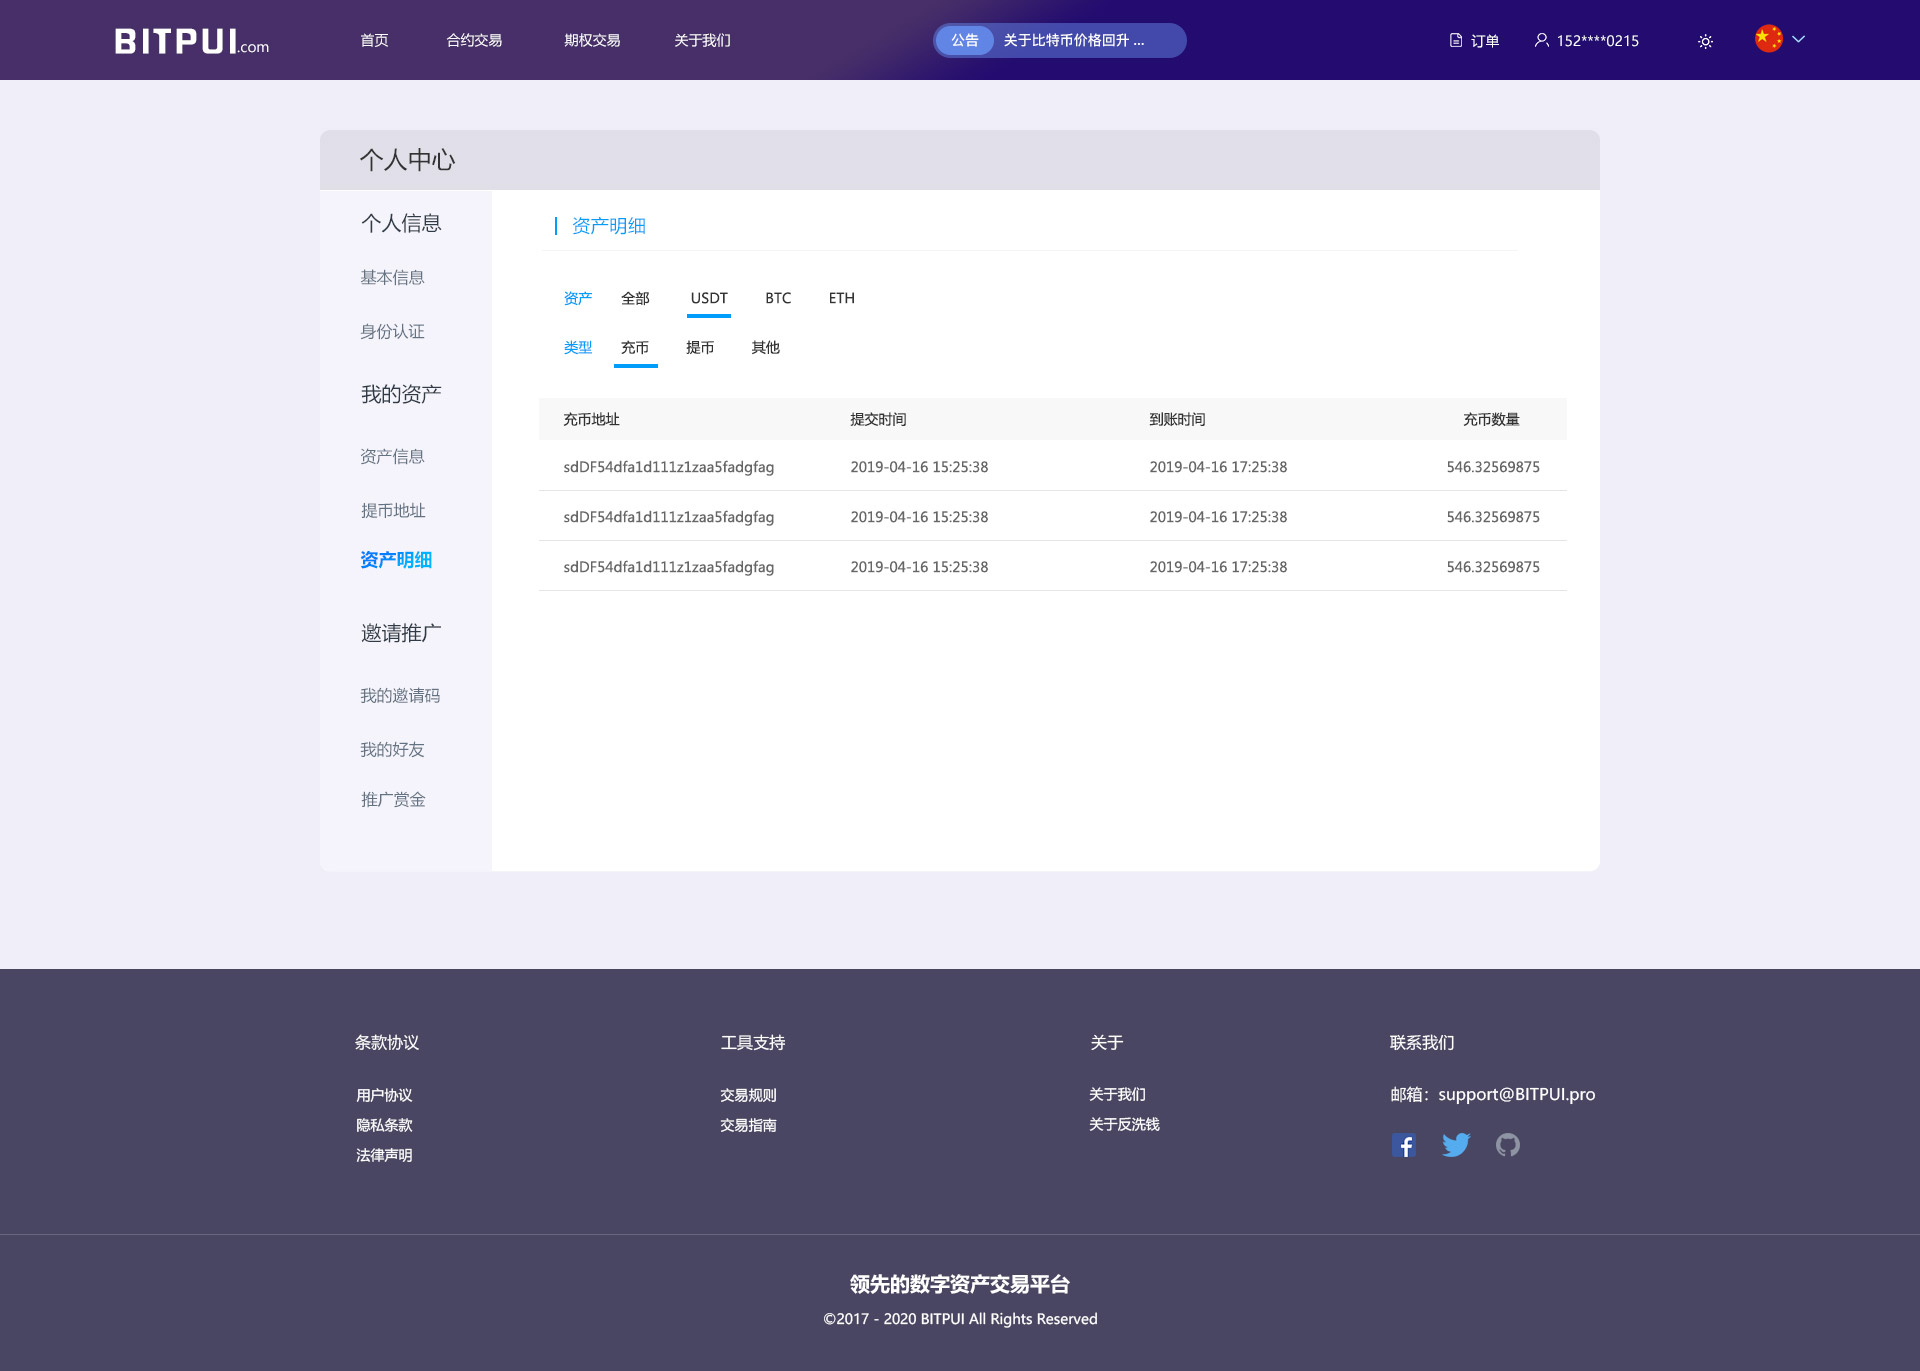 BITPUI.com 首页 合约交易 期权交易 关于我们 公告 关于比特币价格回升 ... 订单 152****0215
个人中心
个人信息
基本信息
身份认证
我的资产
资产信息
提币地址
资产明细
邀请推广
我的邀请码
我的好友
推广赏金
资产明细
资产 全部 USDT BTC ETH
类型 充币 提币 其他
充币地址 提交时间 到账时间 充币数量
sdDF54dfa1d111z1zaa5fadgfag 2019-04-16 15:25:38 2019-04-16 17:25:38 546.32569875
sdDF54dfa1d111z1zaa5fadgfag 2019-04-16 15:25:38 2019-04-16 17:25:38 546.32569875
sdDF54dfa1d111z1zaa5fadgfag 2019-04-16 15:25:38 2019-04-16 17:25:38 546.32569875
条款协议
用户协议
隐私条款
法律声明
工具支持
交易规则
交易指南
关于
关于我们
关于反洗钱
联系我们
邮箱：support@BITPUI.pro
领先的数字资产交易平台
©2017 - 2020 BITPUI All Rights Reserved